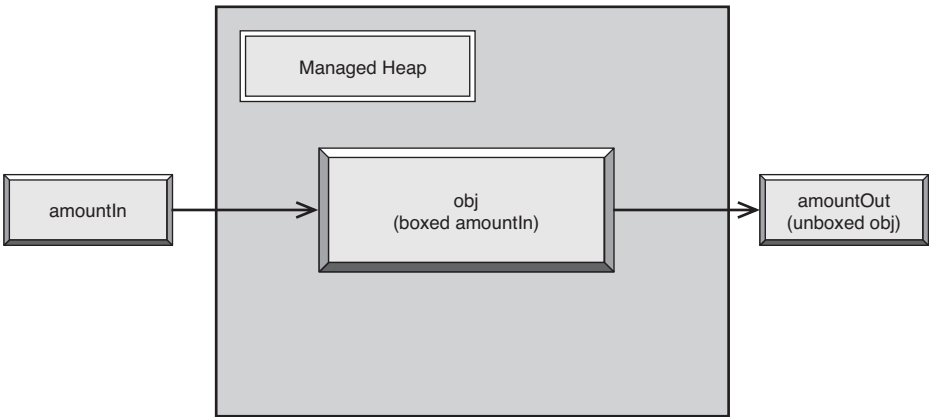 Managed Heap
amountIn
obj
(boxed amountIn)
amountOut
(unboxed obj)